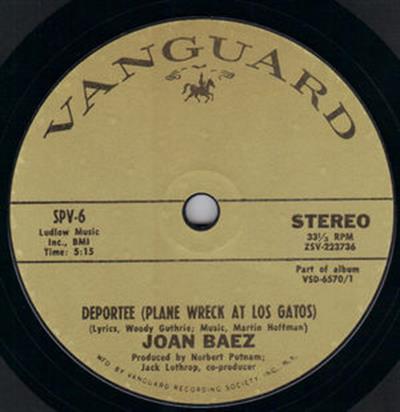 VANGUARD
SPV-6
Ludlow Music
Inc., BMI
Time: 5:15
STEREO
33⅓ RPM
ZSV-223736
Part of album
VSD-6570/1
DEPORTEE (PLANE WRECK AT LOS GATOS)
(Lyrics, Woody Guthrie; Music, Martin Hoffman)
JOAN BAEZ
Produced by Norbert Putnam;
Jack Lothrop, co-producer
MFD BY VANGUARD RECORDING SOCIETY INC., N.Y.